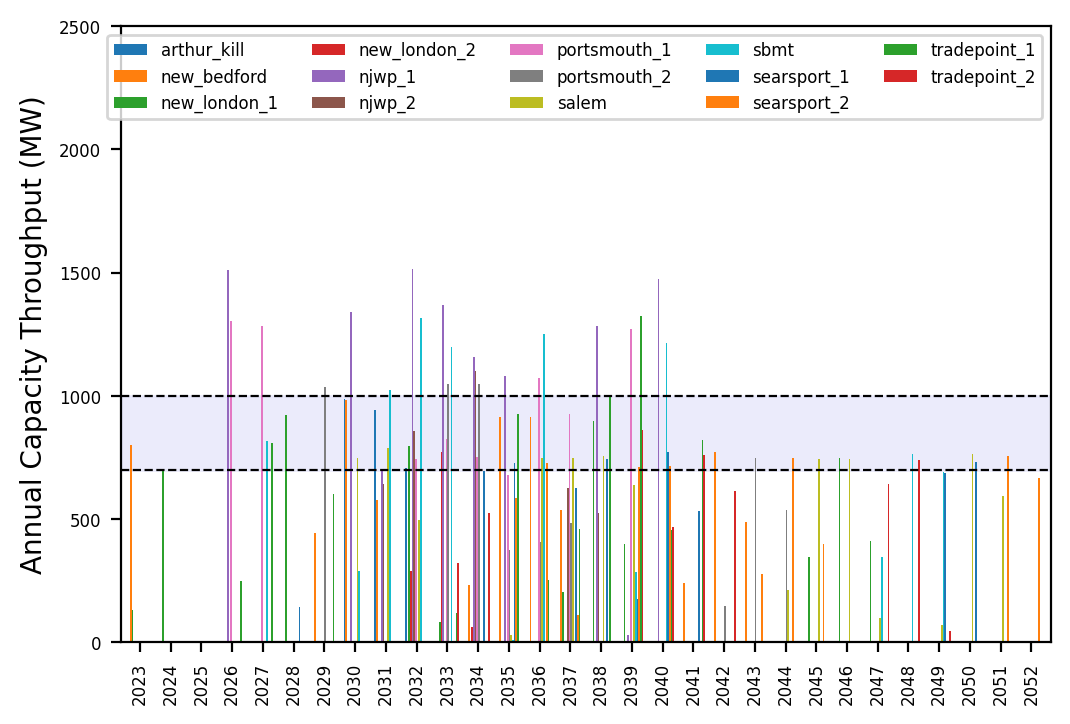 2500
2000
1500
1000
500
0
Annual Capacity Throughput (MW)
arthur_kill new_london_2 portsmouth_1 sbmt tradepoint_1
new_bedford njwp_1 portsmouth_2 searsport_1 tradepoint_2
new_london_1 njwp_2 salem searsport_2
2023 2024 2025 2026 2027 2028 2029 2030 2031 2032 2033 2034 2035 2036 2037 2038 2039 2040 2041 2042 2043 2044 2045 2046 2047 2048 2049 2050 2051 2052